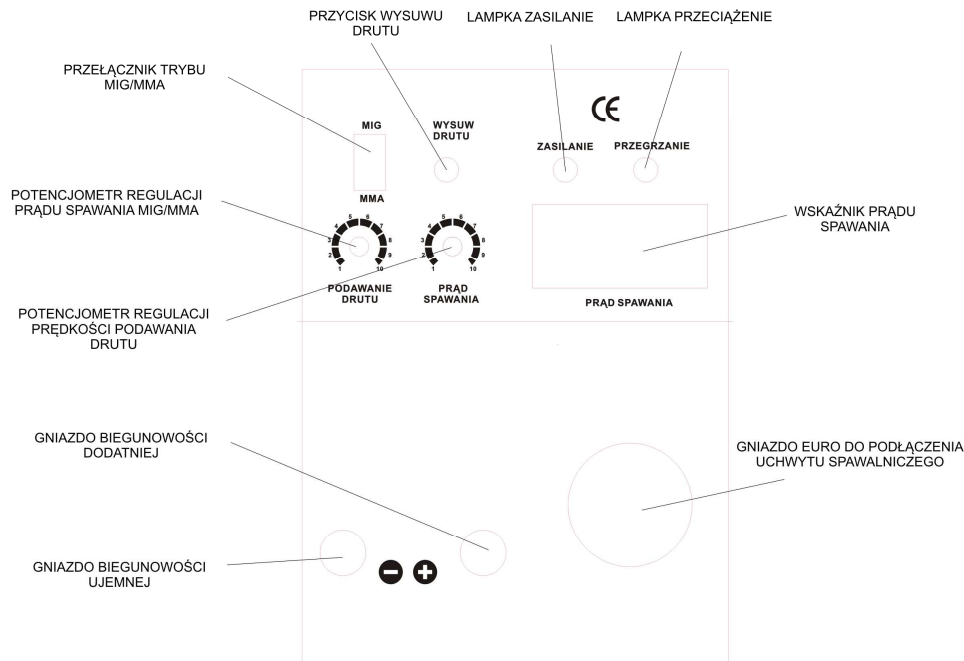 PRZYCISK WYSUWU
DRUTU
LAMPKA ZASILANIE
LAMPKA PRZECIĄŻENIE
PRZEŁĄCZNIK TRYBU
MIG/MMA
CE
MIG
WYSUW
DRUTU
ZASILANIE
PRZEGRZANIE
MMA
POTENCJOMETR REGULACJI
PRĄDU SPAWANIA MIG/MMA
1 2 3 4 5 6 7 8 9 10
PODAWANIE
DRUTU
1 2 3 4 5 6 7 8 9 10
PRĄD
SPAWANIA
PRĄD SPAWANIA
WSKAŹNIK PRĄDU
SPAWANIA
POTENCJOMETR REGULACJI
PRĘDKOŚCI PODAWANIA
DRUTU
GNIAZDO BIEGUNOWOŚCI
DODATNIEJ
GNIAZDO EURO DO PODŁĄCZENIA
UCHWYTU SPAWALNICZEGO
GNIAZDO BIEGUNOWOŚCI
UJEMNEJ